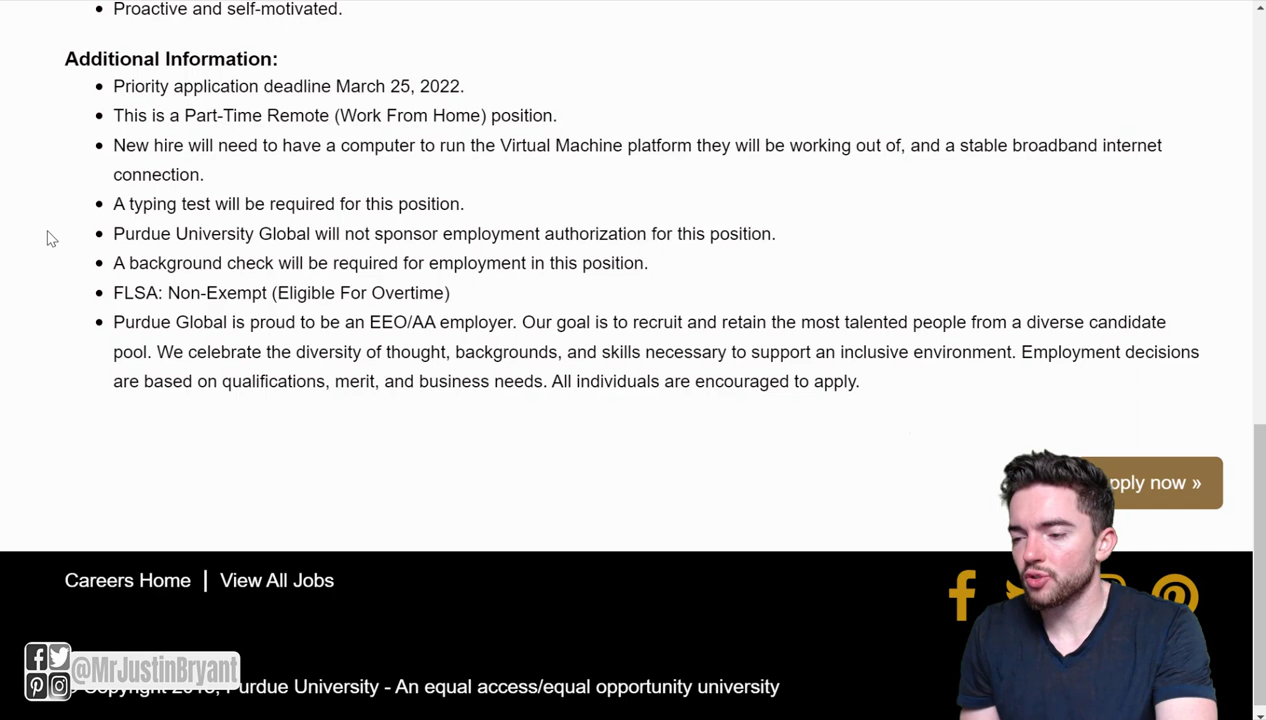 Proactive and self-motivated.
Additional Information:
Priority application deadline March 25, 2022.
This is a Part-Time Remote (Work From Home) position.
New hire will need to have a computer to run the Virtual Machine platform they will be working out of, and a stable broadband internet
connection.
A typing test will be required for this position.
Purdue University Global will not sponsor employment authorization for this position.
A background check will be required for employment in this position.
FLSA: Non-Exempt (Eligible For Overtime)
Purdue Global is proud to be an EEO/AA employer. Our goal is to recruit and retain the most talented people from a diverse candidate
pool. We celebrate the diversity of thought, backgrounds, and skills necessary to support an inclusive environment. Employment decisions
are based on qualifications, merit, and business needs. All individuals are encouraged to apply.
pply now »
Careers Home | View All Jobs
@MrJustinBryant
Purdue University - An equal access/equal opportunity university